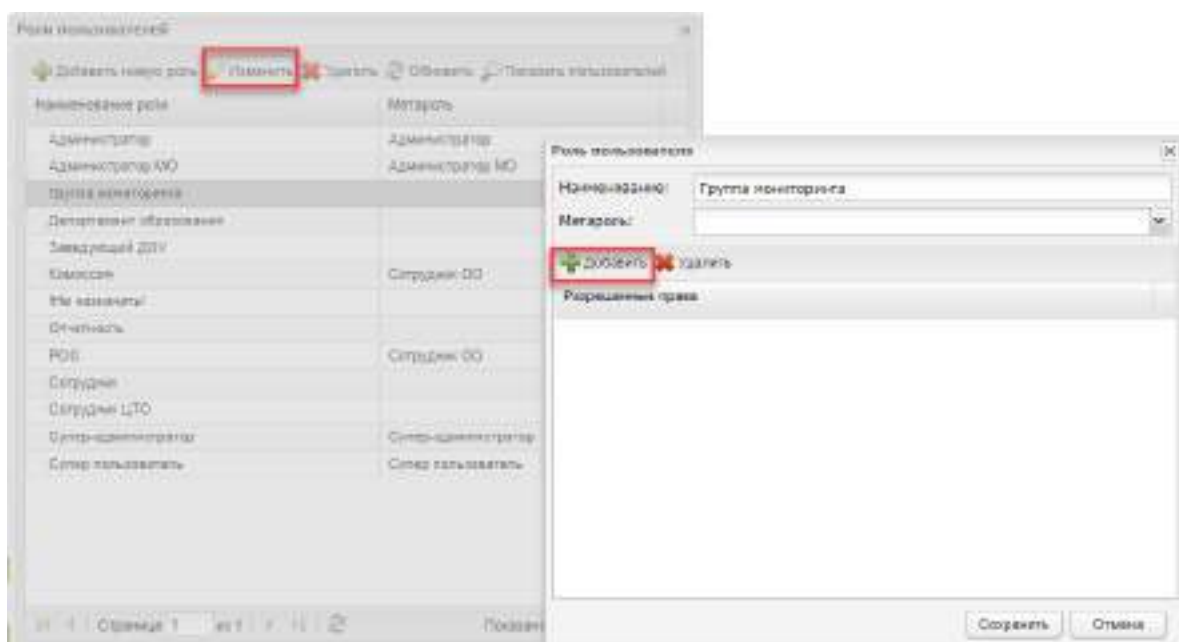 Роли пользователей
Добавить новую роль Изменить Удалить Обновить Показать пользователей
Наименование роли Метароль
Администратор Администратор
Администратор МО Администратор МО
Группа мониторинга
Департамент образования
Заведующий ДОУ
Комиссия Сотрудник ОО
Не назначать!
Отчетность
РОО Сотрудник ОО
Сотрудник
Сотрудник ЦТО
Супер-администратор Супер-администратор
Супер пользователь Супер пользователь
Страница 1 из 1
Роль пользователя
Наименование: Группа мониторинга
Метароль:
Добавить Удалить
Разрешенные права
Сохранить Отмена